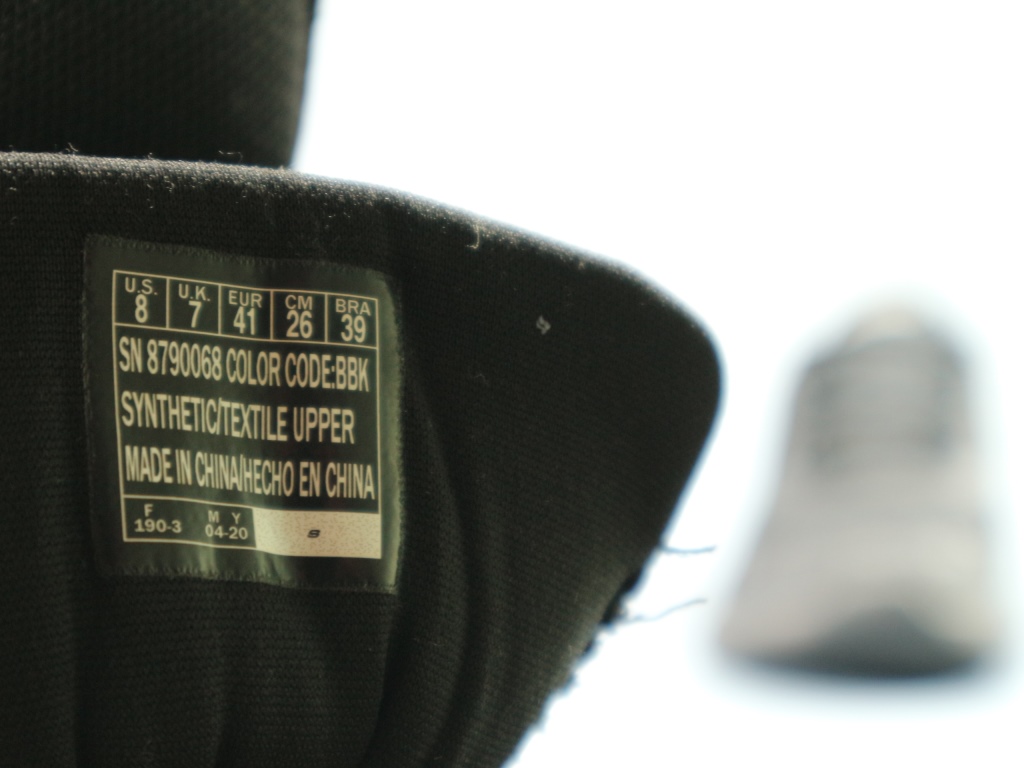 U.S. U.K. EUR CM BRA
8 7 41 26 39
SN 8790068 COLOR CODE:BBK
SYNTHETIC/TEXTILE UPPER
MADE IN CHINA/HECHO EN CHINA
F M Y
190-3 04-20
S